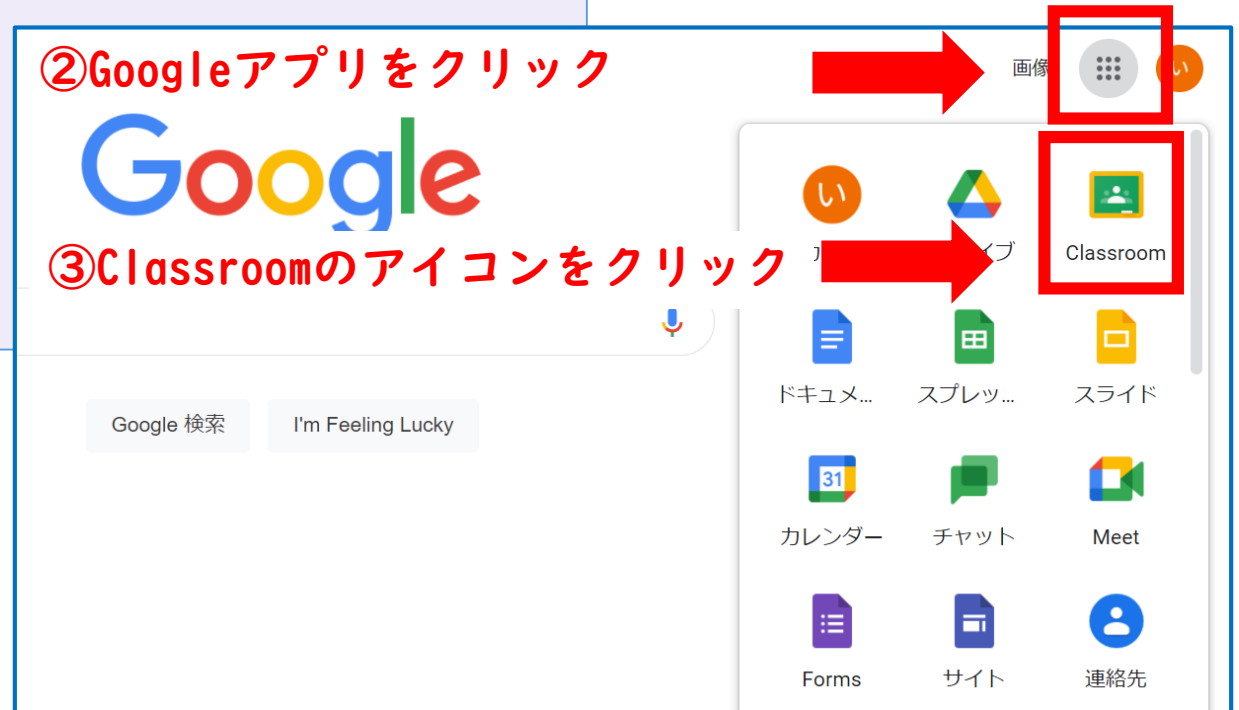 ②Googleアプリをクリック
画像
い
Google
い
ドライブ
③Classroomのアイコンをクリック
Classroom
ドキュメ...
スプレッ...
スライド
Google 検索
I'm Feeling Lucky
31
カレンダー
チャット
Meet
Forms
サイト
連絡先